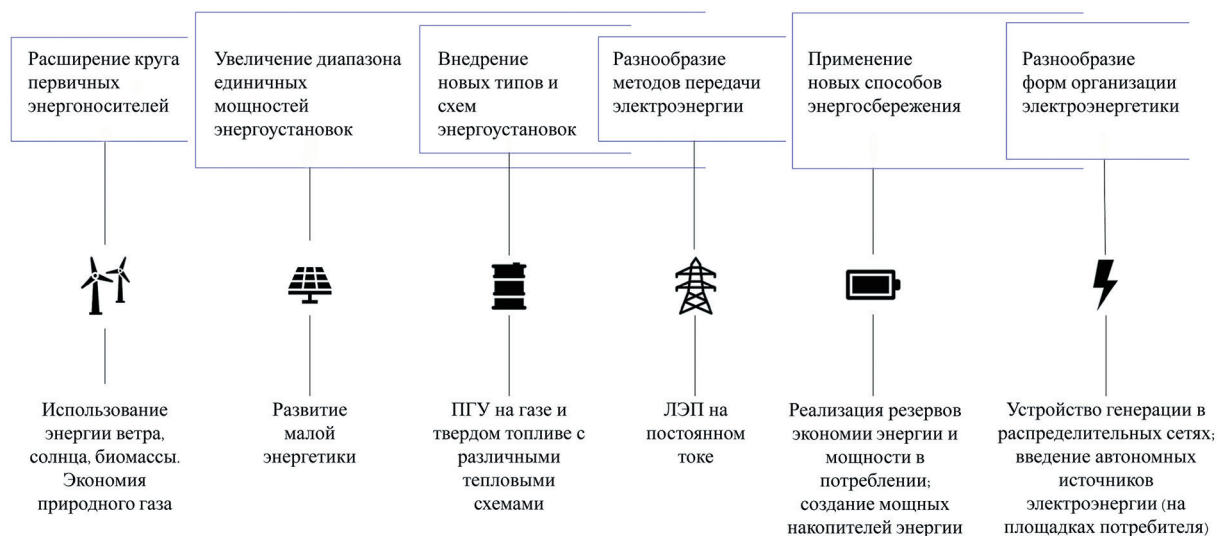 Расширение круга
первичных
энергоносителей
Увеличение диапазона
единичных
мощностей
энергоустановок
Внедрение
новых типов и
схем
энергоустановок
Разнообразие
методов передачи
электроэнергии
Применение
новых способов
энергосбережения
Разнообразие
форм организации
электроэнергетики
Использование
энергии ветра,
солнца, биомассы.
Экономия
природного газа
Развитие
малой
энергетики
ПГУ на газе и
твердом топливе с
различными
тепловыми
схемами
ЛЭП на
постоянном
токе
Реализация резервов
экономии энергии и
мощности в
потреблении;
создание мощных
накопителей энергии
Устройство генерации в
распределительных сетях;
введение автономных
источников
электроэнергии (на
площадках потребителя)